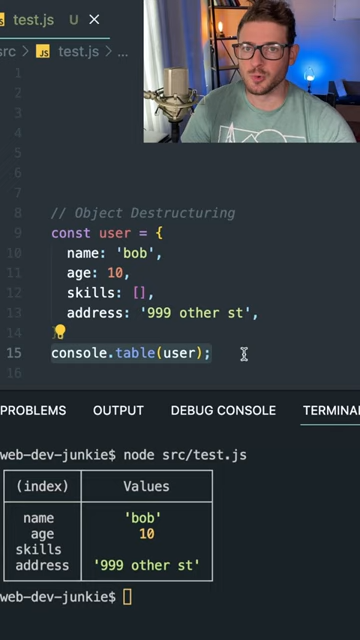 test.js U ×
src > JS test.js > ...
1
2
3
4
5
6
7
8 // Object Destructuring
9 const user = {
10 name: 'bob',
11 age: 10,
12 skills: [],
13 address: '999 other st',
14 }
15 console.table(user);
16
PROBLEMS OUTPUT DEBUG CONSOLE TERMINA
web-dev-junkie$ node src/test.js
(index) Values
name 'bob'
age 10
skills
address '999 other st'
web-dev-junkie$